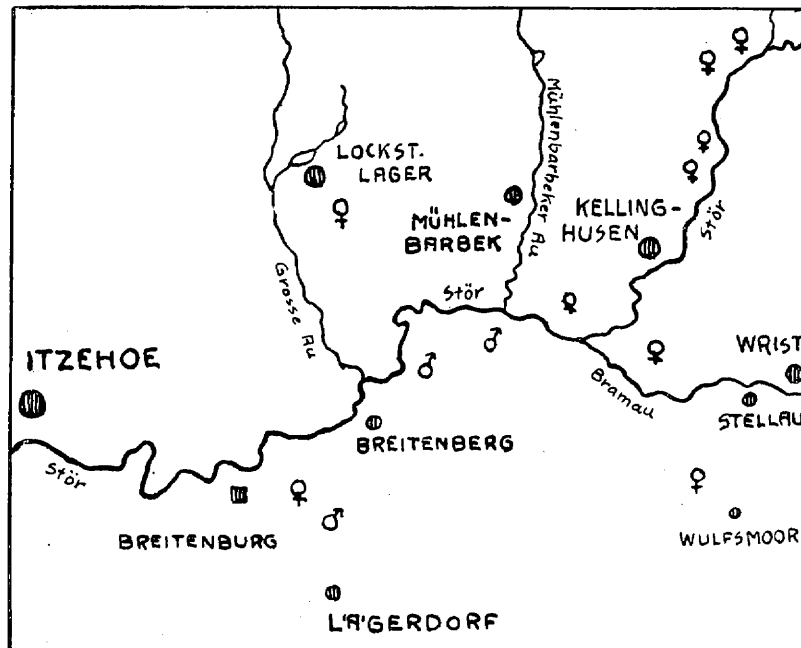 LOCKST.
LAGER
MÜHLEN-
BARBEK
Mühlenbarbeker Au
KELLING-
HUSEN
Stör
Grosse Au
Stör
ITZEHOE
WRIST
Bramau
STELLAU
BREITENBERG
Stör
BREITENBURG
WULFSMOOR
LÄGERDORF